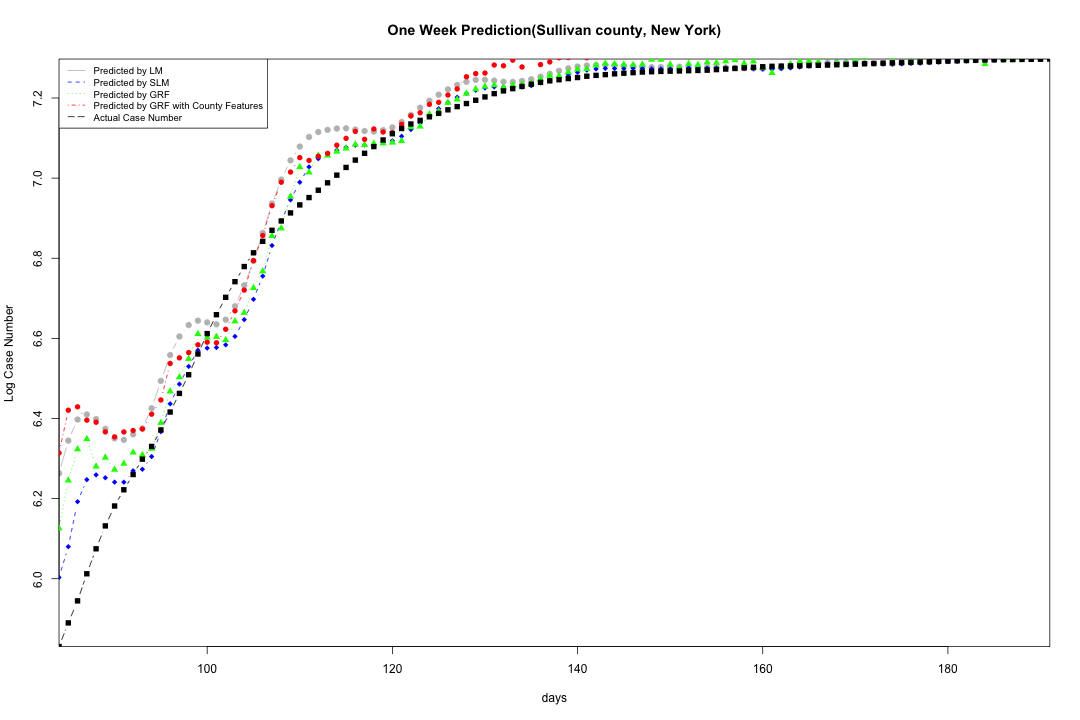 One Week Prediction(Sullivan county, New York)
Predicted by LM
Predicted by SLM
Predicted by GRF
Predicted by GRF with County Features
Actual Case Number
Log Case Number
7.2
7.0
6.8
6.6
6.4
6.2
6.0
100 120 140 160 180
days